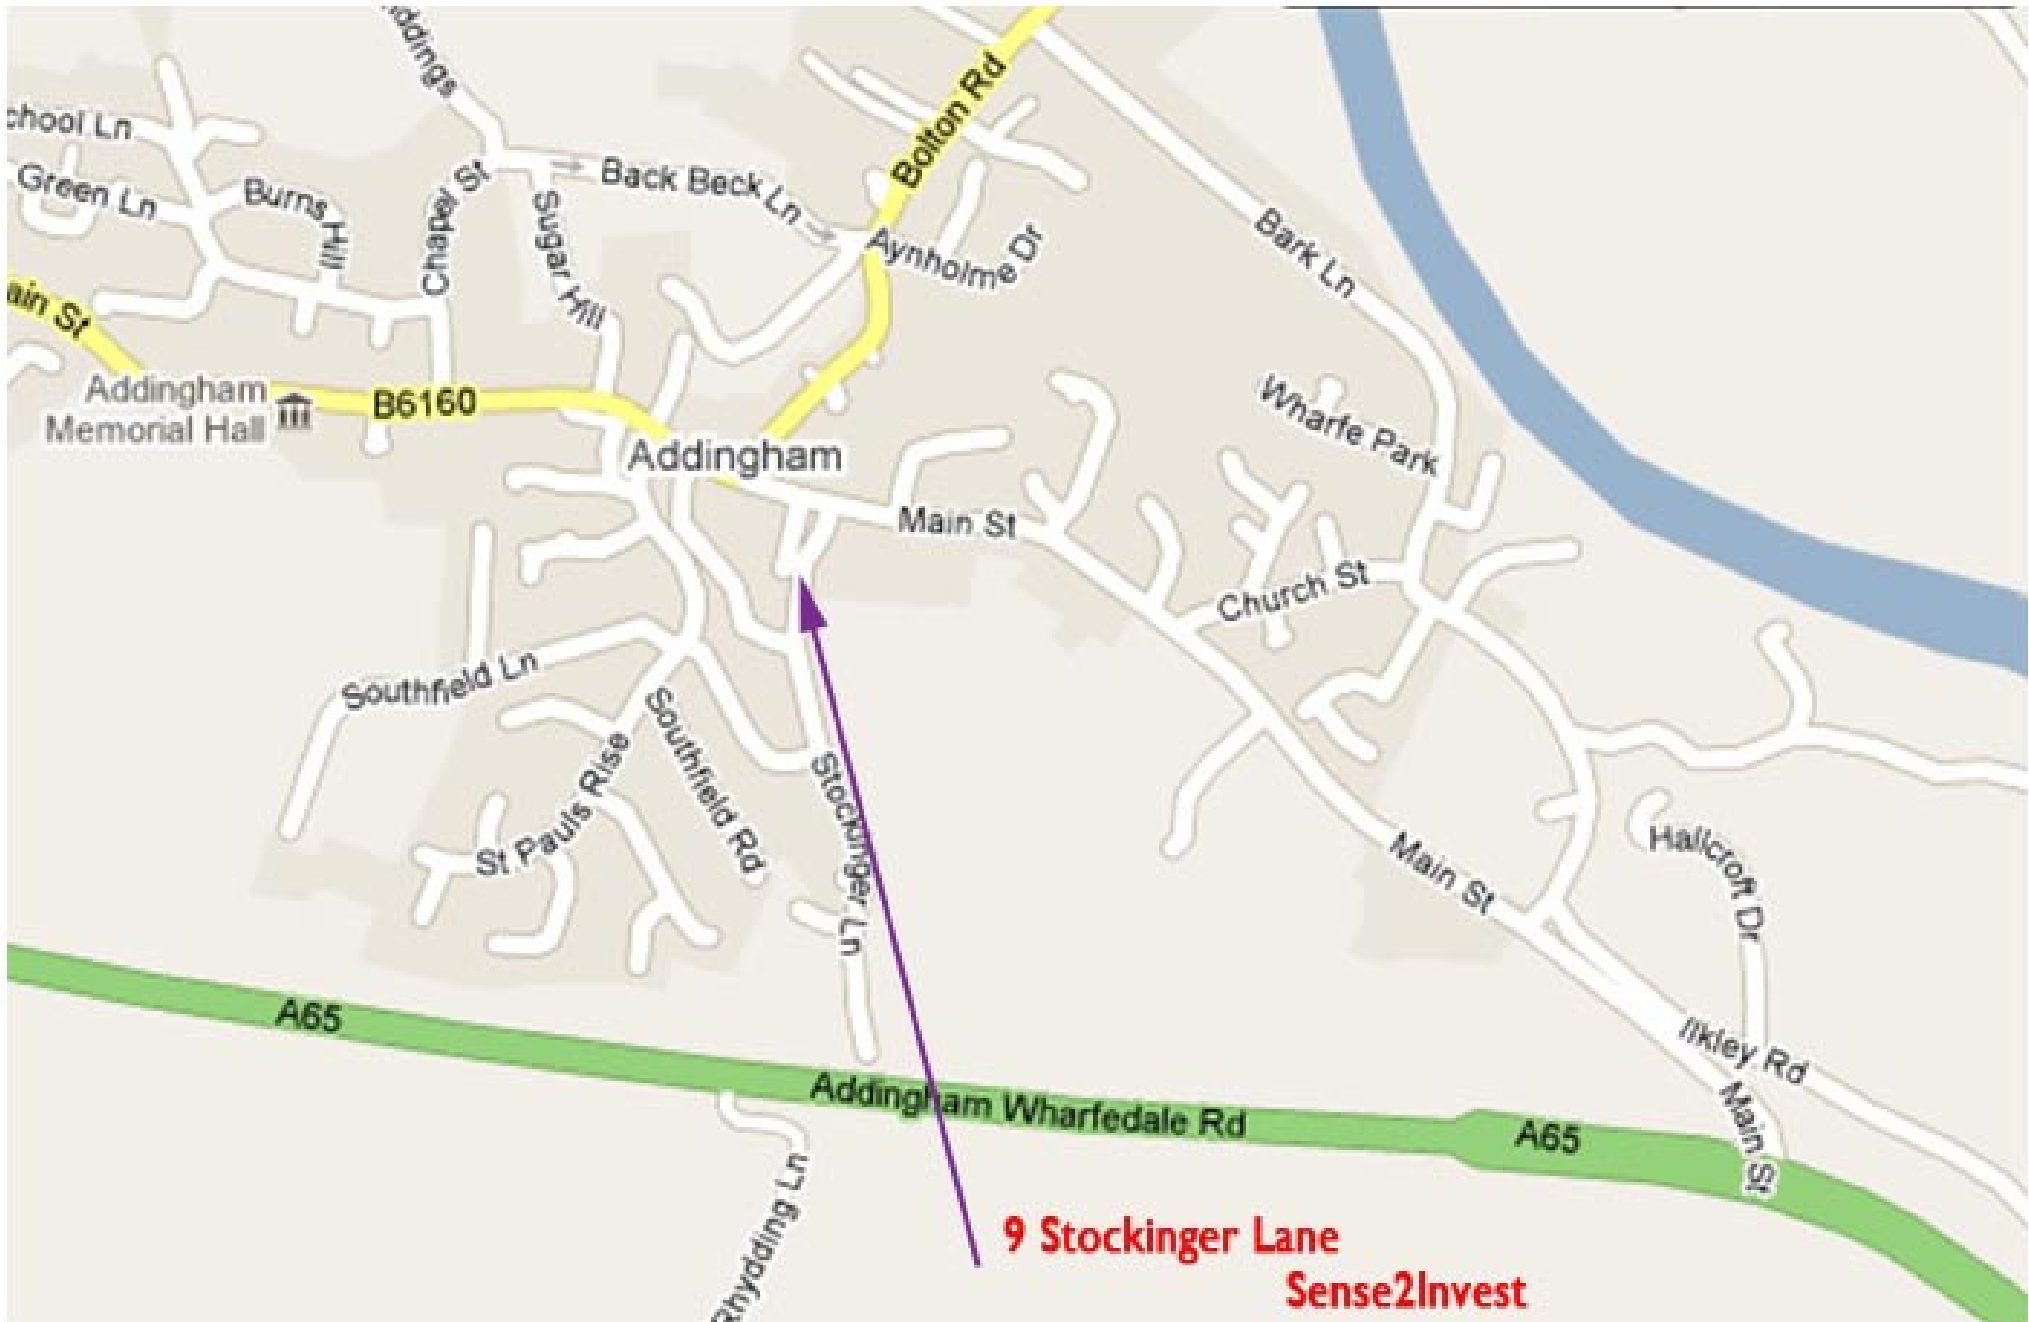 ddings
chool Ln
Green Ln
Burns Hill
Chapel St
Sugar Hill
Back Beck Ln
Bolton Rd
Aynholme Dr
Bark Ln
ain St
Addingham
Memorial Hall
B6160
Addingham
Main St
Wharfe Park
Church St
Southfield Ln
Southfield Rd
St Pauls Rise
Stockinger Ln
Main St
Hallcroft Dr
A65
Ilkley Rd
Addingham Wharfedale Rd
A65
Main St
Rhydding Ln
9 Stockinger Lane
Sense2Invest